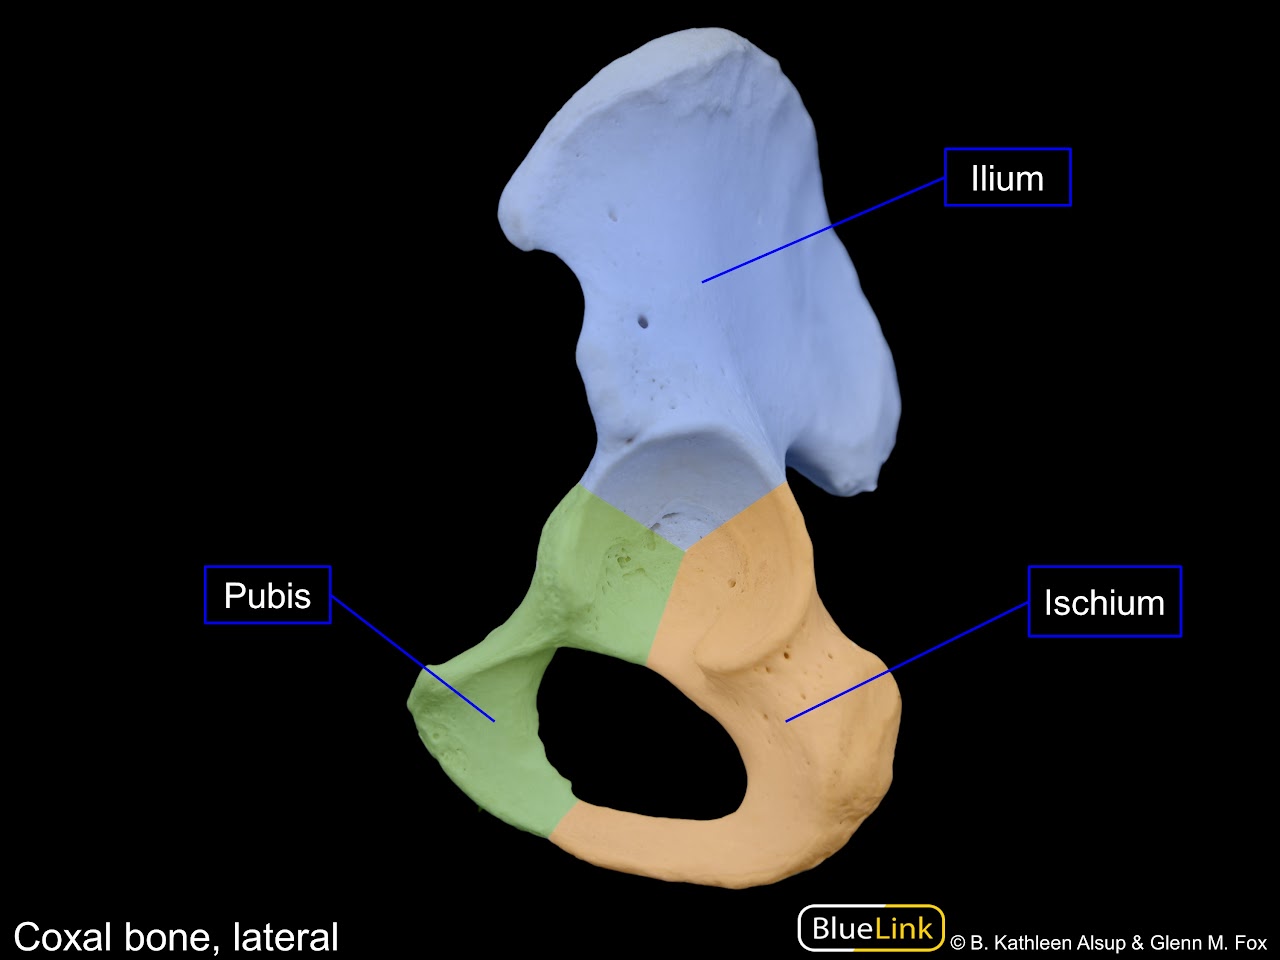 Ilium
Pubis
Ischium
Coxal bone, lateral
BlueLink
© B. Kathleen Alsup & Glenn M. Fox